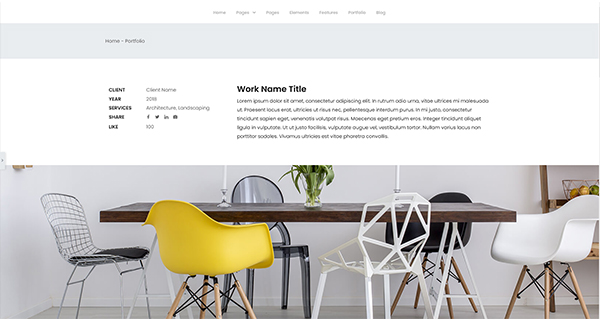 Home Pages Pages Elements Features Portfolio Blog
Home – Portfolio
CLIENT Client Name
YEAR 2018
SERVICES Architecture, Landscaping
SHARE
LIKE 100
Work Name Title
Lorem ipsum dolor sit amet, consectetur adipiscing elit. In rutrum odio urna, vitae ultrices mi malesuada
ut. Praesent locus erat, ultricies ut risus nec, pellentesque interdum purus. In mi justo, consectetur
tincidunt sapien eget, venenatis volutpat risus. Maecenas eget pretium eros. Integer tincidunt aliquet
ligula in vulputate. Ut ut justo facilisis, vulputate augue vel, vestibulum tortor. Nullam varius lacus non
porttitor sodales. Vivamus ultricies est vitae pharetra convallis.